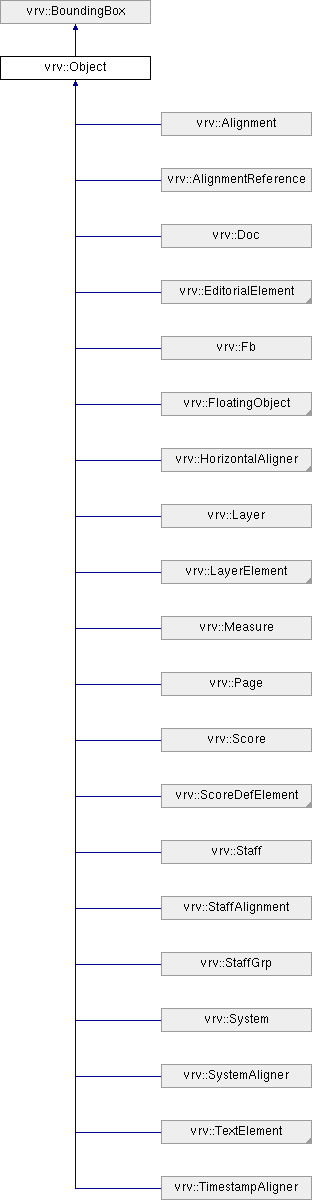 vrv::BoundingBox
vrv::Object
vrv::Alignment
vrv::AlignmentReference
vrv::Doc
vrv::EditorialElement
vrv::Fb
vrv::FloatingObject
vrv::HorizontalAligner
vrv::Layer
vrv::LayerElement
vrv::Measure
vrv::Page
vrv::Score
vrv::ScoreDefElement
vrv::Staff
vrv::StaffAlignment
vrv::StaffGrp
vrv::System
vrv::SystemAligner
vrv::TextElement
vrv::TimestampAligner